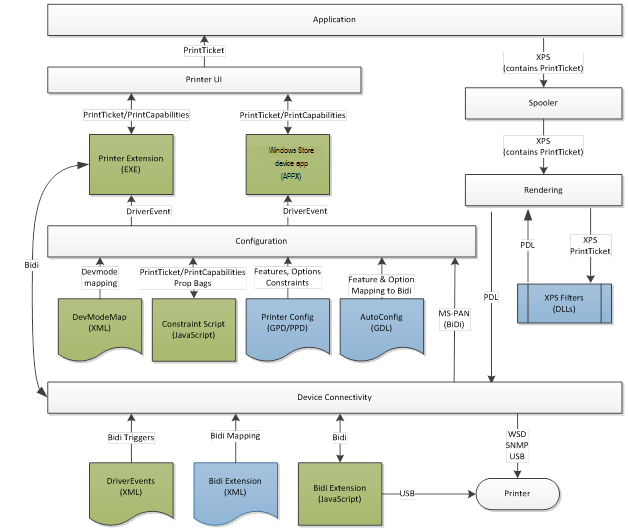 Application
PrintTicket
XPS
(contains PrintTicket)
Printer UI
Spooler
PrintTicket/PrintCapabilities
PrintTicket/PrintCapabilities
XPS
(contains PrintTicket)
Printer Extension
(EXE)
Windows Store
device app
(APPX)
Rendering
DriverEvent
DriverEvent
Configuration
PDL
XPS
PrintTicket
Bidi
Devmode
mapping
PrintTicket/PrintCapabilities
Prop Bags
Features, Options
Constraints
Feature & Option
Mapping to Bidi
MS-PAN
(BiDi)
PDL
XPS Filters
(DLLs)
DevModeMap
(XML)
Constraint Script
(JavaScript)
Printer Config
(GPD/PPD)
AutoConfig
(GDL)
Device Connectivity
Bidi Triggers
Bidi Mapping
Bidi
WSD
SNMP
USB
DriverEvents
(XML)
Bidi Extension
(XML)
Bidi Extension
(JavaScript)
USB
Printer